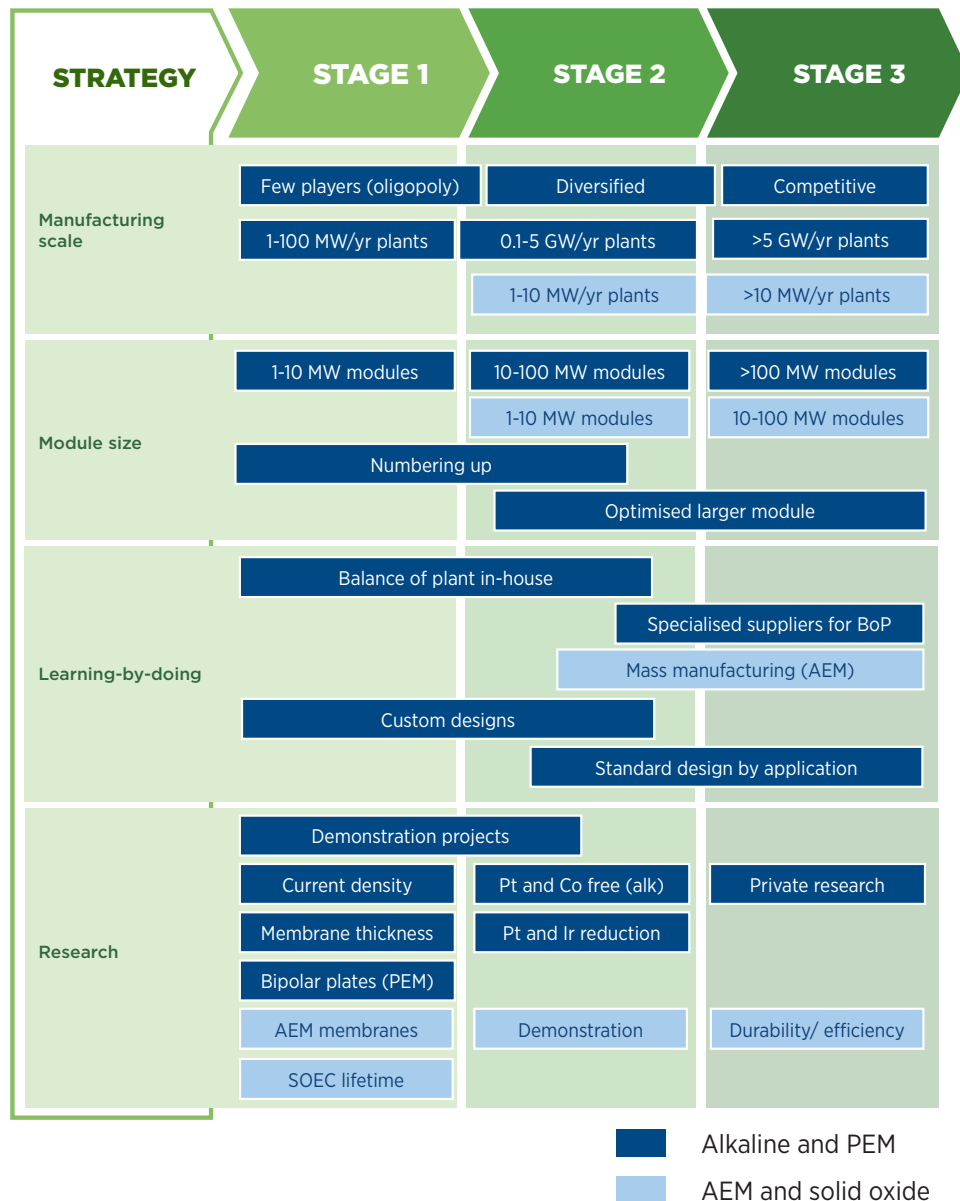 STRATEGY
STAGE 1
STAGE 2
STAGE 3
Manufacturing
scale
Few players (oligopoly)
Diversified
Competitive
1-100 MW/yr plants
0.1-5 GW/yr plants
>5 GW/yr plants
1-10 MW/yr plants
>10 MW/yr plants
Module size
1-10 MW modules
10-100 MW modules
>100 MW modules
1-10 MW modules
10-100 MW modules
Numbering up
Optimised larger module
Learning-by-doing
Balance of plant in-house
Specialised suppliers for BoP
Mass manufacturing (AEM)
Custom designs
Standard design by application
Research
Demonstration projects
Current density
Pt and Co free (alk)
Private research
Membrane thickness
Pt and Ir reduction
Bipolar plates (PEM)
AEM membranes
Demonstration
Durability/ efficiency
SOEC lifetime
Alkaline and PEM
AEM and solid oxide